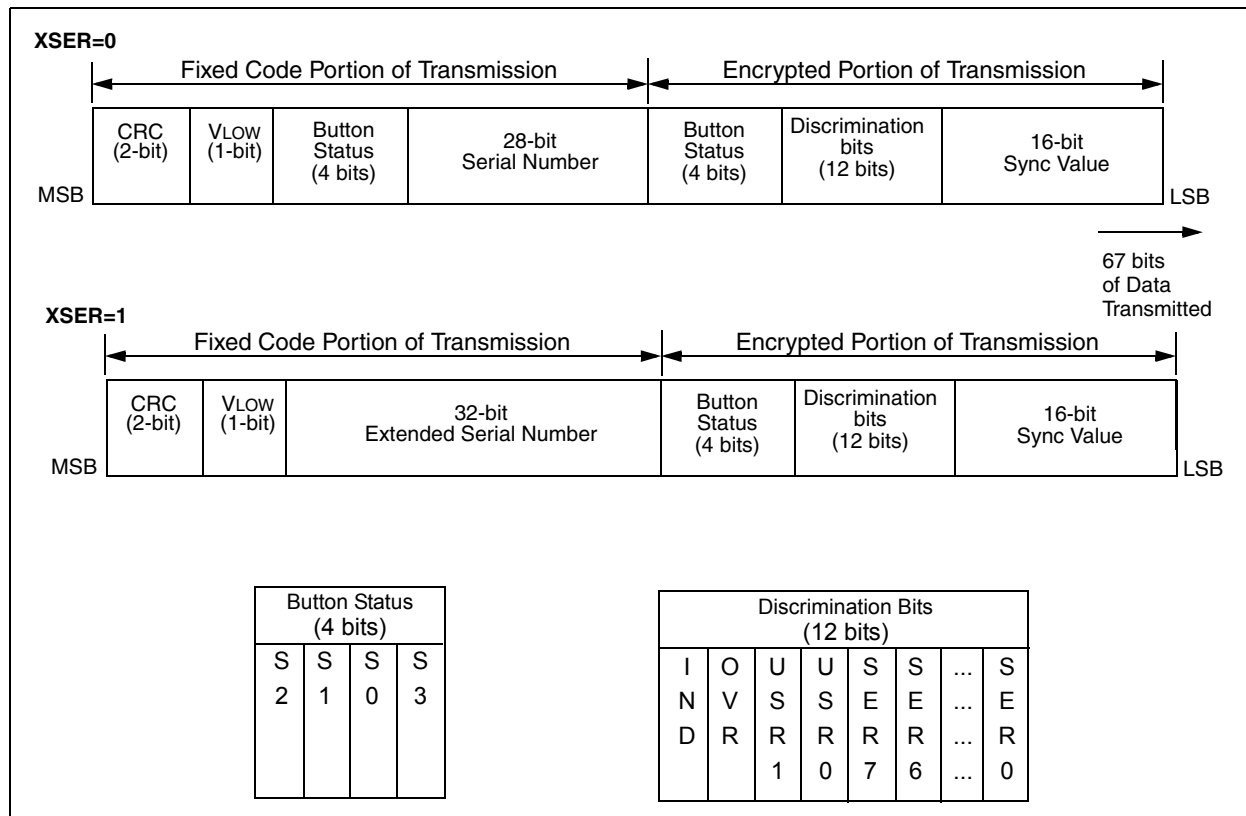 XSER=0
Fixed Code Portion of Transmission
Encrypted Portion of Transmission
CRC
(2-bit)
VLOW
(1-bit)
Button
Status
(4 bits)
28-bit
Serial Number
Button
Status
(4 bits)
Discrimination
bits
(12 bits)
16-bit
Sync Value
MSB
LSB
67 bits
of Data
Transmitted
XSER=1
Fixed Code Portion of Transmission
Encrypted Portion of Transmission
CRC
(2-bit)
VLOW
(1-bit)
32-bit
Extended Serial Number
Button
Status
(4 bits)
Discrimination
bits
(12 bits)
16-bit
Sync Value
MSB
LSB
Button Status
(4 bits)
S S S S
2 1 0 3
Discrimination Bits
(12 bits)
I O U U S S ... S
N V S S E E ... E
D R R R R R ... R
1 0 7 6 ... 0